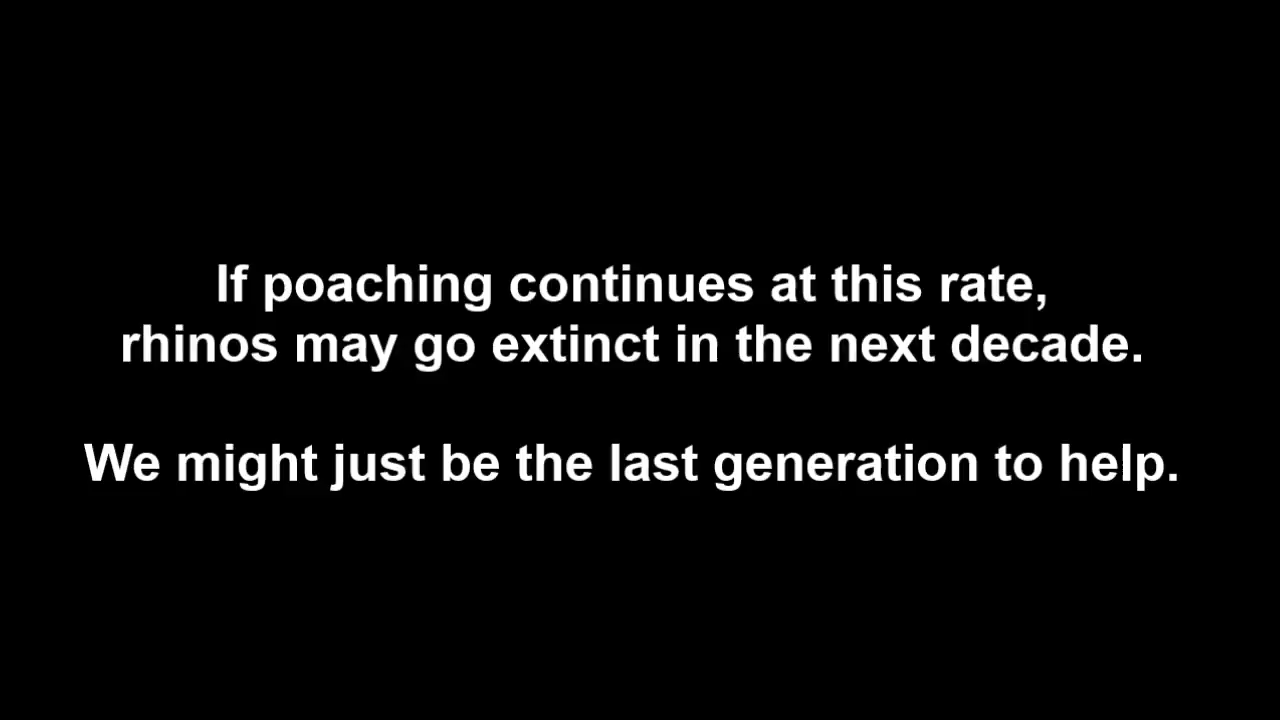 If poaching continues at this rate,
rhinos may go extinct in the next decade.
We might just be the last generation to help.